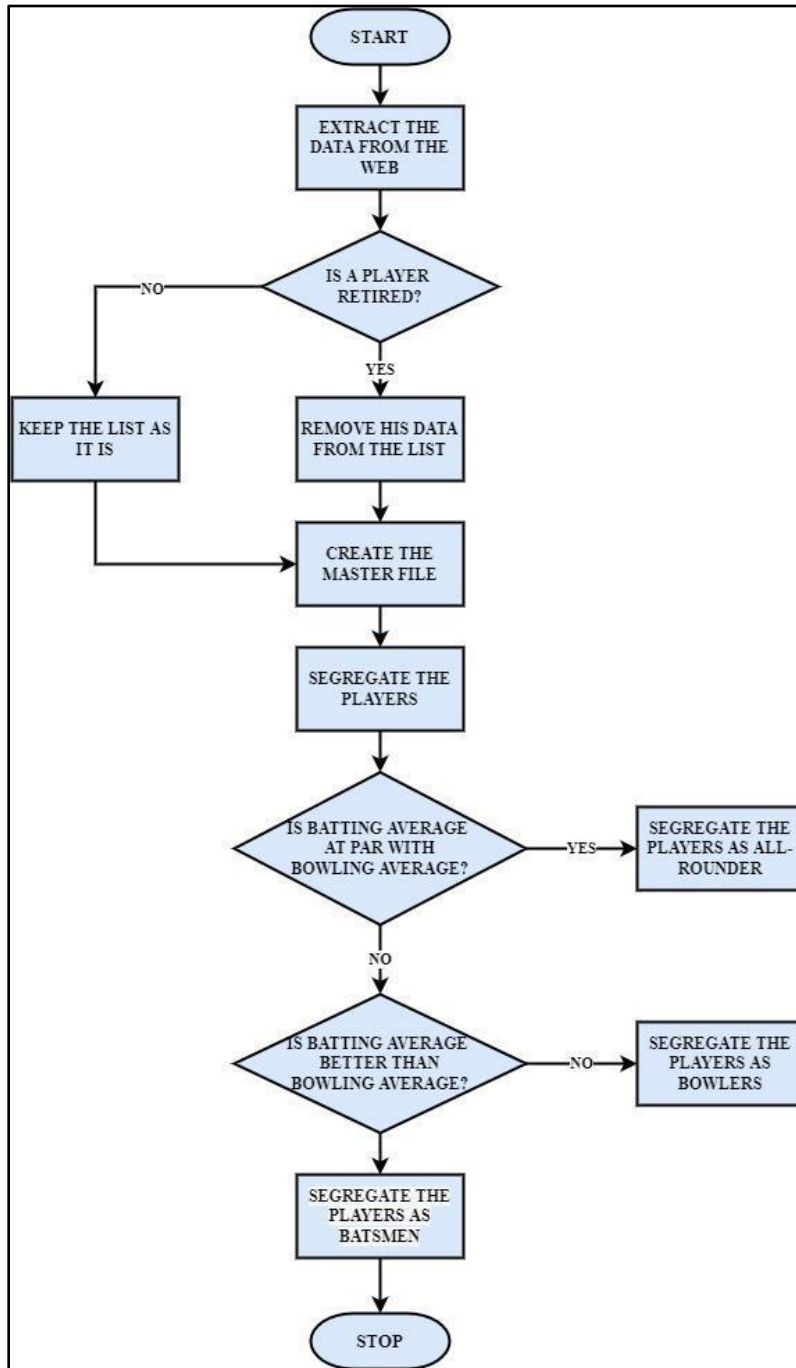 START
EXTRACT THE
DATA FROM THE
WEB
IS A PLAYER
RETIRED?
NO
YES
KEEP THE LIST AS
IT IS
REMOVE HIS DATA
FROM THE LIST
CREATE THE
MASTER FILE
SEGREGATE THE
PLAYERS
IS BATTING AVERAGE
AT PAR WITH
BOWLING AVERAGE?
YES
SEGREGATE THE
PLAYERS AS ALL-
ROUNDER
NO
IS BATTING AVERAGE
BETTER THAN
BOWLING AVERAGE?
NO
SEGREGATE THE
PLAYERS AS
BOWLERS
SEGREGATE THE
PLAYERS AS
BATSMEN
STOP